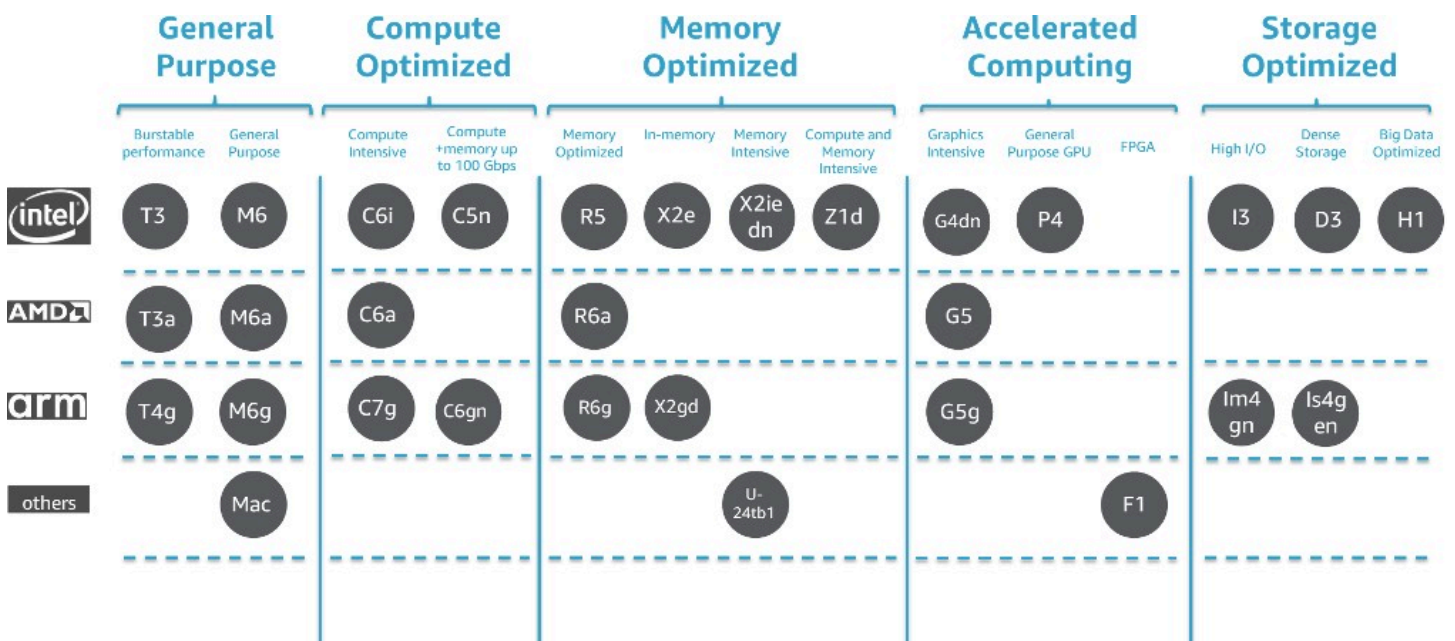 General
Purpose
Compute
Optimized
Memory
Optimized
Accelerated
Computing
Storage
Optimized
Burstable
performance
General
Purpose
Compute
Intensive
Compute
+memory up
to 100 Gbps
Memory
Optimized
In-memory
Memory
Intensive
Compute and
Memory
Intensive
Graphics
Intensive
General
Purpose GPU
FPGA
High I/O
Dense
Storage
Big Data
Optimized
intel
T3
M6
C6i
C5n
R5
X2e
X2ie
dn
Z1d
G4dn
P4
I3
D3
H1
AMD
T3a
M6a
C6a
R6a
G5
arm
T4g
M6g
C7g
C6gn
R6g
X2gd
G5g
Im4
gn
Is4g
en
others
Mac
U-
24tb1
F1